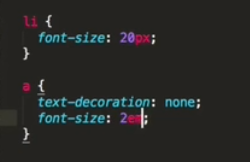 li {
font-size: 20px;
}
a {
text-decoration: none;
font-size: 2em;
}